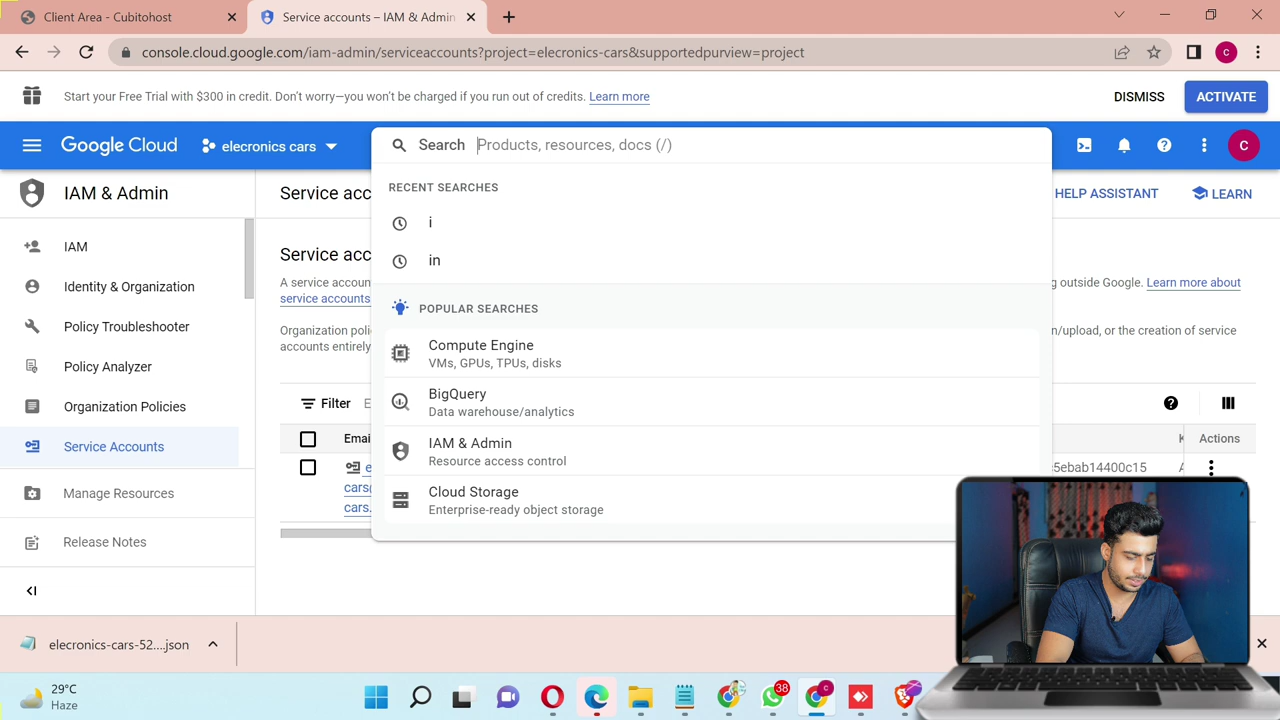 Client Area - Cubitohost
Service accounts – IAM & Admin
console.cloud.google.com/iam-admin/serviceaccounts?project=elecronics-cars&supportedpurview=project
c
Start your Free Trial with $300 in credit. Don't worry—you won't be charged if you run out of credits. Learn more
DISMISS
ACTIVATE
Google Cloud
elecronics cars
Search Products, resources, docs (/)
C
IAM & Admin
Service acc
HELP ASSISTANT
LEARN
RECENT SEARCHES
i
in
POPULAR SEARCHES
Compute Engine
VMs, GPUs, TPUs, disks
BigQuery
Data warehouse/analytics
IAM & Admin
Resource access control
Cloud Storage
Enterprise-ready object storage
IAM
Identity & Organization
Policy Troubleshooter
Policy Analyzer
Organization Policies
Service Accounts
Manage Resources
Release Notes
Service acc
A service accoun
g outside Google. Learn more about
service accounts
Organization poli
n/upload, or the creation of service
accounts entirely
Filter E
Emai
K
Actions
e
5ebab14400c15
A
cars@
cars.
elecronics-cars-52....json
29°C
Haze
38
C